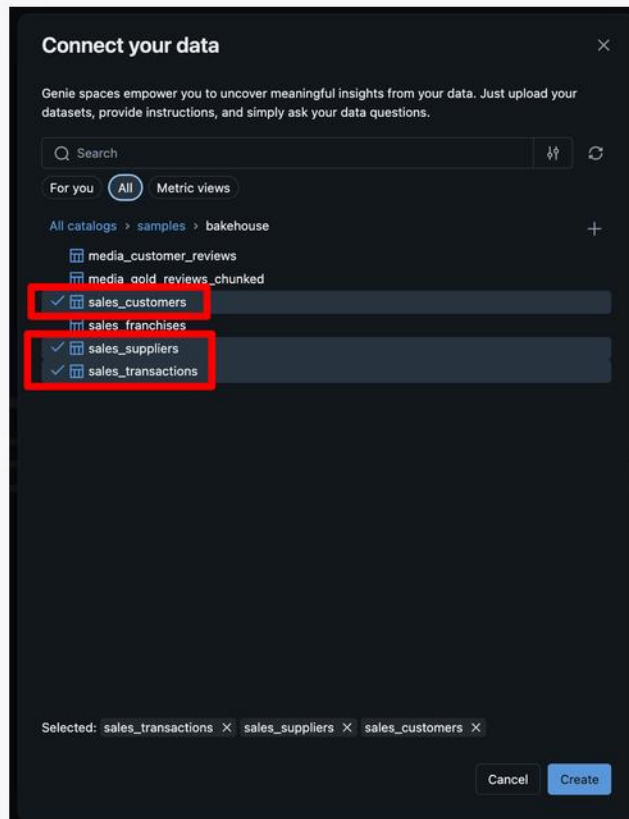 Connect your data
Genie spaces empower you to uncover meaningful insights from your data. Just upload your
datasets, provide instructions, and simply ask your data questions.
Search
For you All Metric views
All catalogs > samples > bakehouse
media_customer_reviews
media_gold_reviews_chunked
sales_customers
sales_franchises
sales_suppliers
sales_transactions
Selected: sales_transactions sales_suppliers sales_customers
Cancel Create